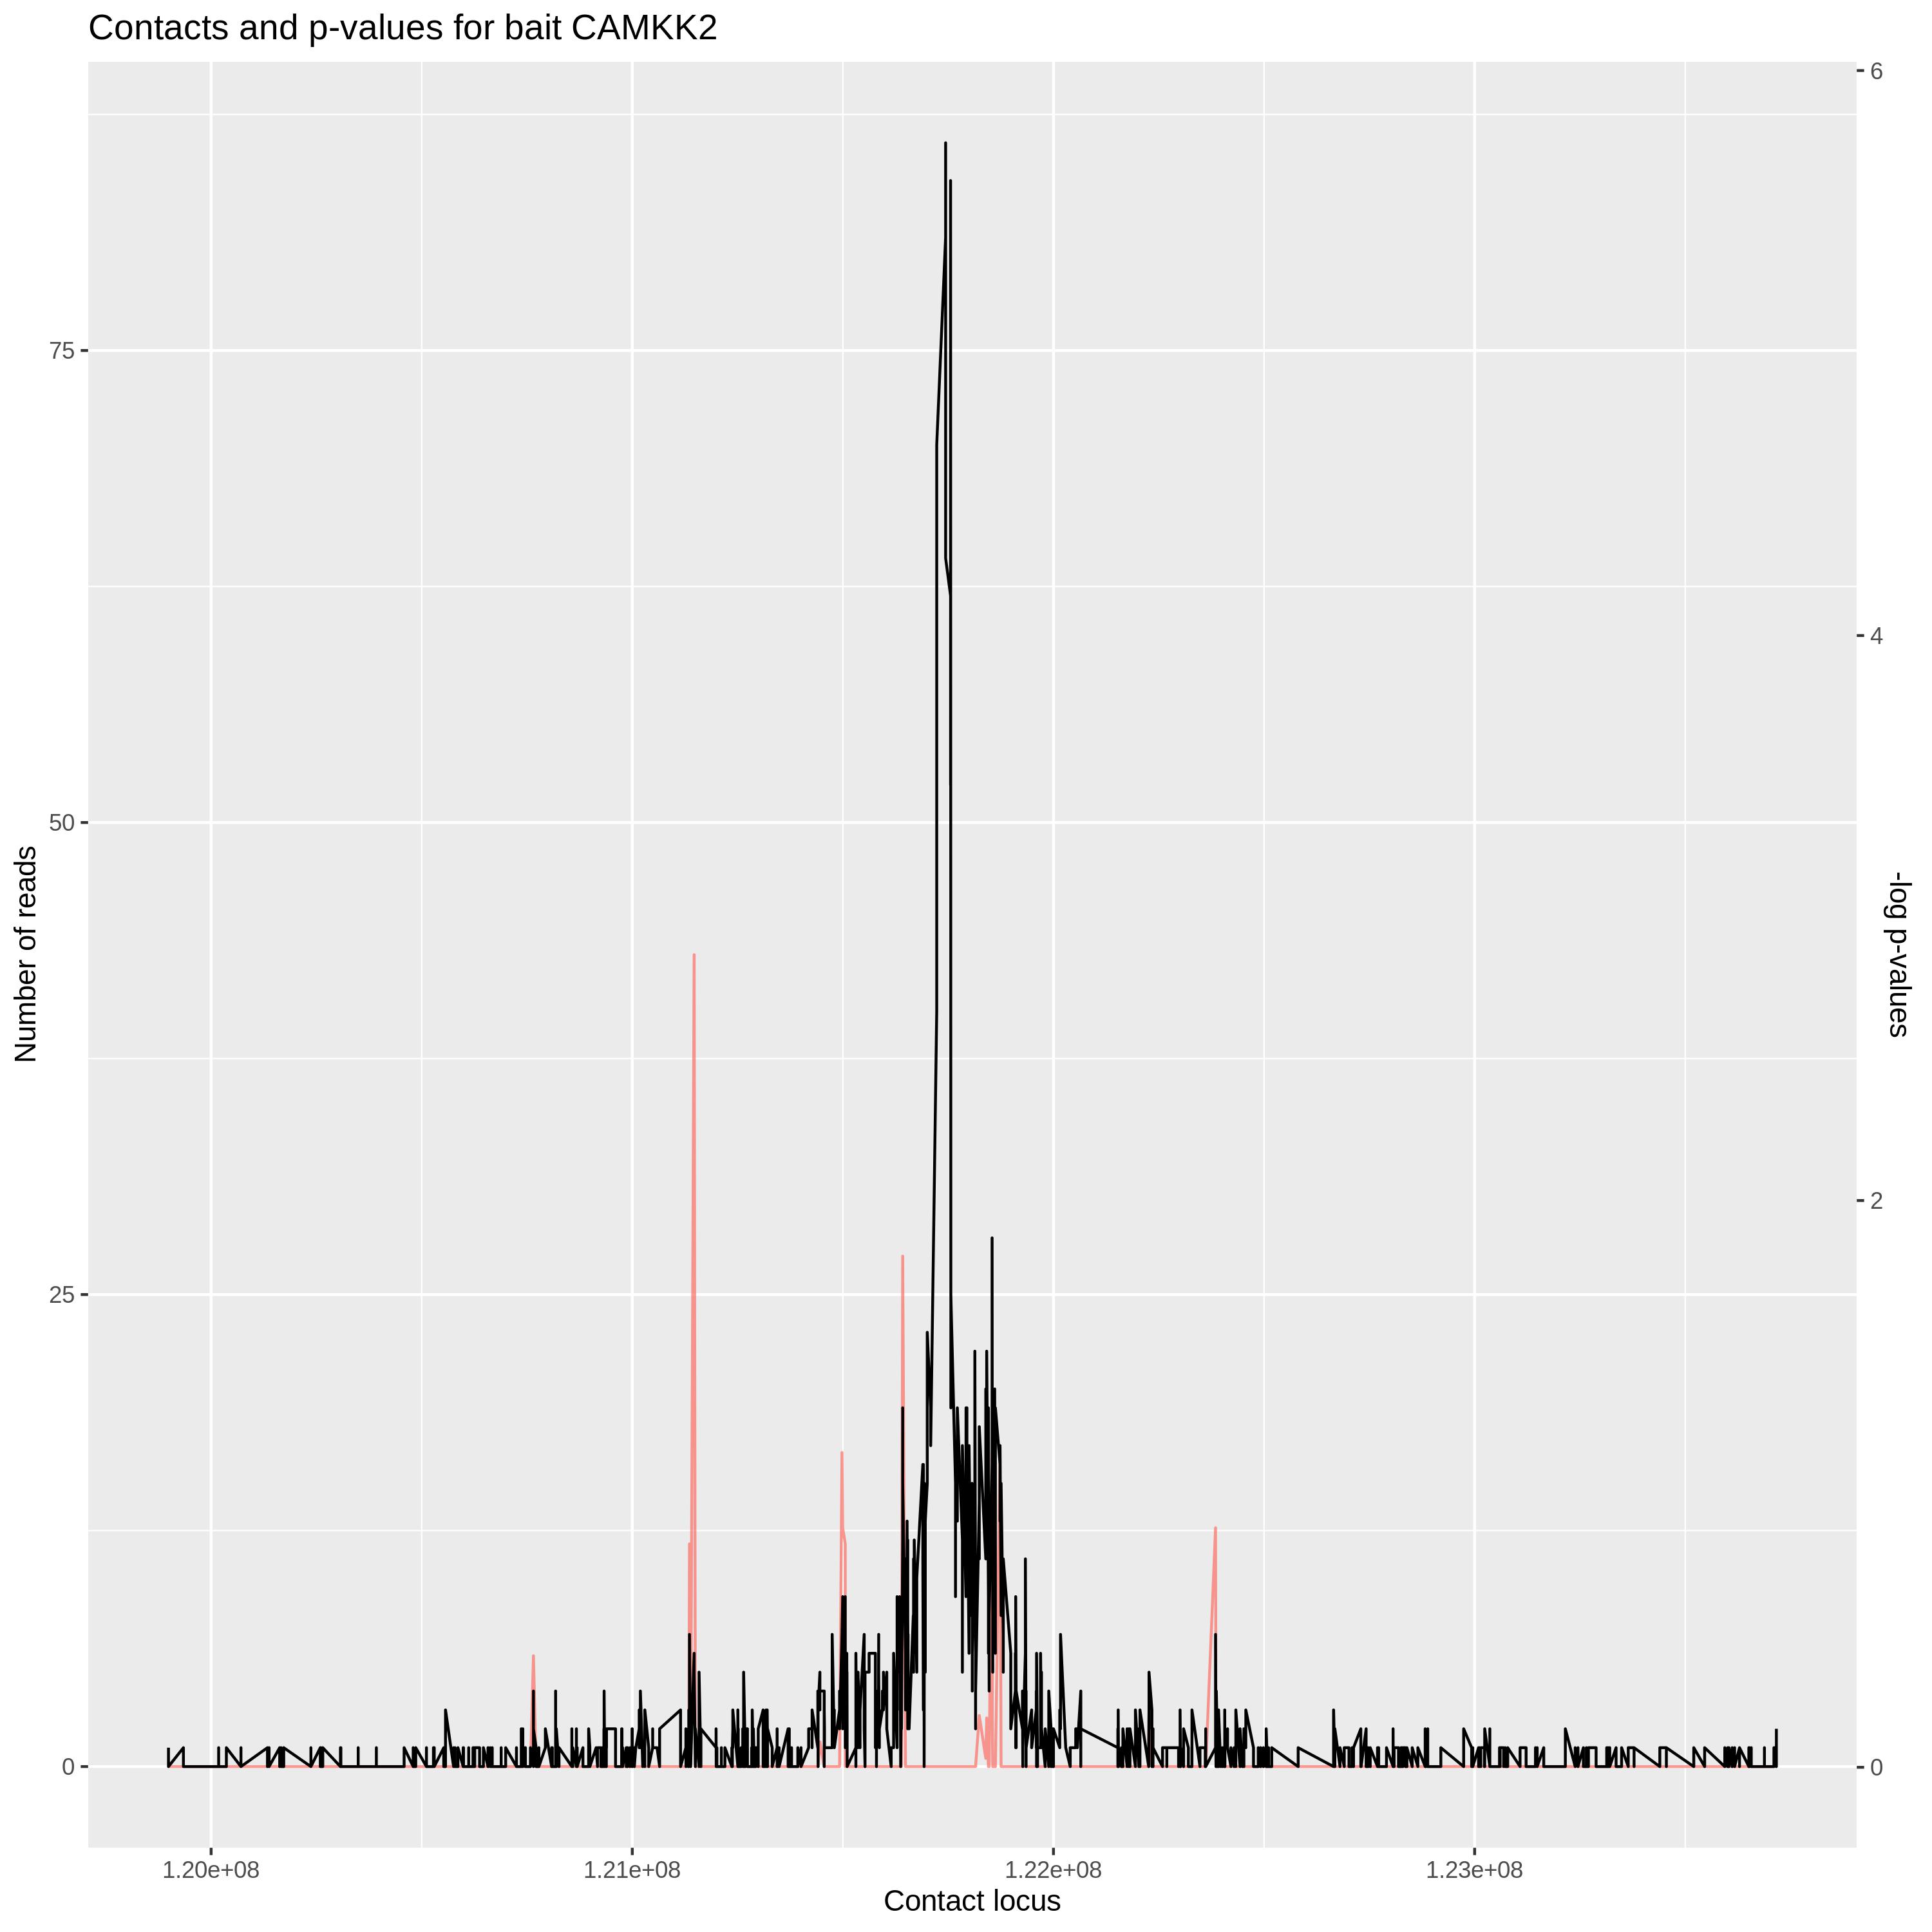 Contacts and p-values for bait CAMKK2
6
75
4
50
Number of reads
-log p-values
2
25
0
0
1.20e+08
1.21e+08
1.22e+08
1.23e+08
Contact locus